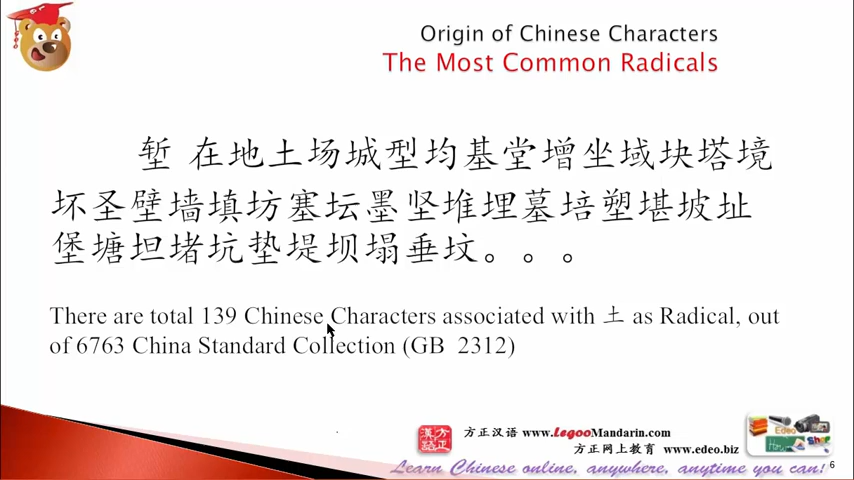 Origin of Chinese Characters
The Most Common Radicals
堑 在地土场城型均基堂增坐域块塔境
坏圣壁墙填坊塞坛墨坚堆埋墓培塑堪坡址
堡塘坦堵坑垫堤坝塌垂坟。。。
There are total 139 Chinese Characters associated with 土 as Radical, out
of 6763 China Standard Collection (GB 2312)
方正汉语 www.LegooMandarin.com
方正网上教育 www.edeo.biz
Learn Chinese online, anywhere, anytime you can!
6